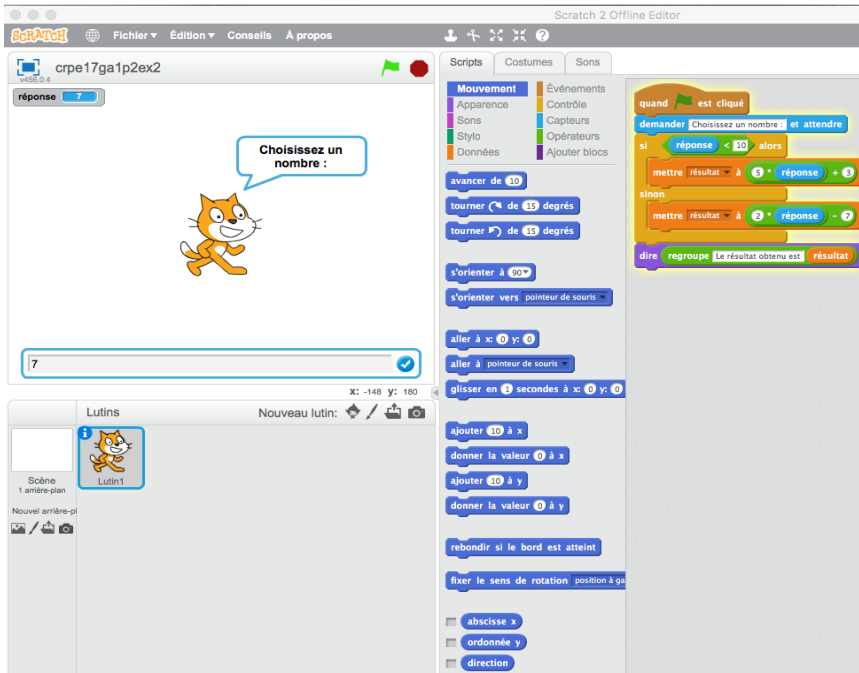 Scratch 2 Offline Editor
SCRATCH Fichier Édition Conseils À propos
crpe17ga1p2ex2
v456.0.4
réponse 7
Choisissez un
nombre :
7
x: -148 y: 180
Lutins Nouveau lutin:
Scène
1 arrière-plan
Nouvel arrière-pl
Lutin1
Scripts Costumes Sons
Mouvement Événements
Apparence Contrôle
Sons Capteurs
Stylo Opérateurs
Données Ajouter blocs
avancer de 10
tourner de 15 degrés
tourner de 15 degrés
s'orienter à 90
s'orienter vers pointeur de souris
aller à x: 0 y: 0
aller à pointeur de souris
glisser en 1 secondes à x: 0 y: 0
ajouter 10 à x
donner la valeur 0 à x
ajouter 10 à y
donner la valeur 0 à y
rebondir si le bord est atteint
fixer le sens de rotation position à ga
abscisse x
ordonnée y
direction
quand est cliqué
demander Choisissez un nombre : et attendre
si réponse < 10 alors
mettre résultat à 5 * réponse + 3
sinon
mettre résultat à 2 * réponse - 7
dire regroupe Le résultat obtenu est résultat